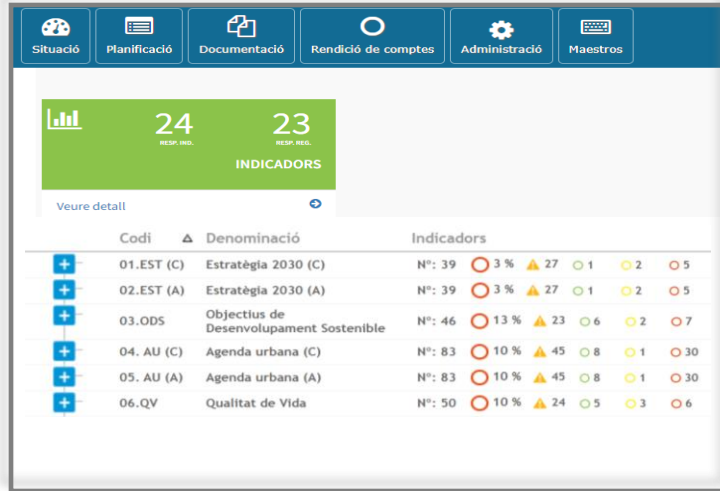 Situació Planificació Documentació Rendició de comptes Administració Maestros
24 23
RESP. IND. RESP. REG.
INDICADORS
Veure detall
Codi Denominació Indicadors
01.EST (C) Estratègia 2030 (C) Nº: 39 3 % 27 1 2 5
02.EST (A) Estratègia 2030 (A) Nº: 39 3 % 27 1 2 5
03.ODS Objectius de Desenvolupament Sostenible Nº: 46 13 % 23 6 2 7
04. AU (C) Agenda urbana (C) Nº: 83 10 % 45 8 1 30
05. AU (A) Agenda urbana (A) Nº: 83 10 % 45 8 1 30
06.QV Qualitat de Vida Nº: 50 10 % 24 5 3 6